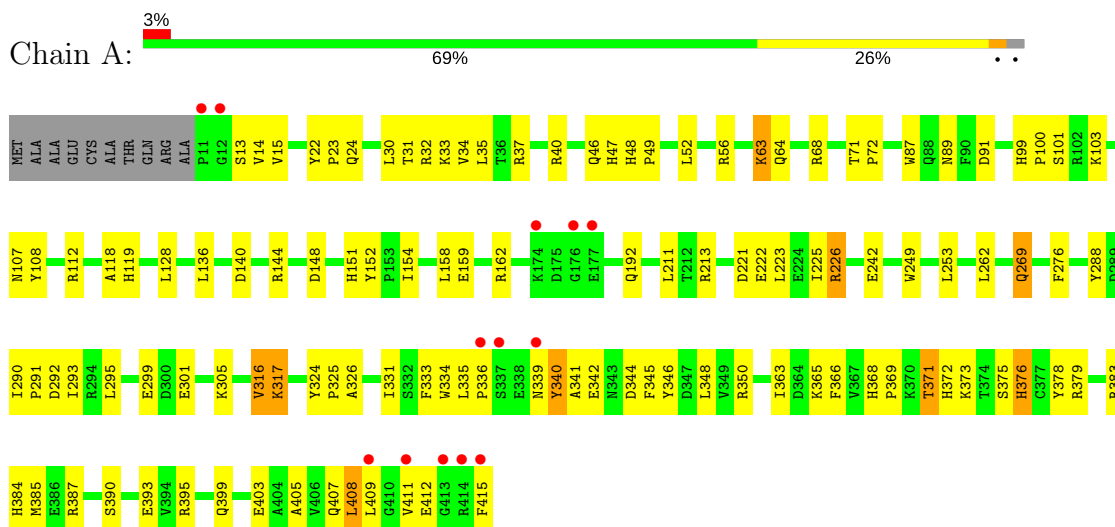 3%
Chain A:
69% 26% • •
MET ALA ALA GLU CYS ALA THR GLN ARG ALA P11 G12 S13 V14 V15 Y22 P23 Q24 L30 T31 R32 K33 V34 L35 T36 R37 R40 Q46 H47 H48 P49 L52 R56 K63 Q64 R68 T71 P72 W87 Q88 N89 F90 D91 H99 P100 S101 R102 K103
N107 Y108 R112 A118 H119 L128 L136 D140 R144 D148 H151 Y152 P153 I154 L158 E159 R162 K174 D175 G176 E177 Q192 L211 T212 R213 D221 E222 L223 E224 I225 R226 E242 W249 L253 L262 Q269 F276 Y288
I290 P291 D292 I293 R294 L295 E299 D300 E301 K305 V316 K317 Y324 P325 A326 I331 S332 F333 W334 L335 P336 S337 E338 N339 Y340 A341 E342 N343 D344 F345 Y346 D347 L348 V349 R350 I363 D364 K365 F366 V367 H368 P369 K370 T371 H372 K373 T374 S375 H376 C377 Y378 R379
H384 M385 E386 R387 S390 E393 V394 R395 Q399 E403 A404 A405 V406 Q407 L408 L409 G410 V411 E412 G413 R414 F415